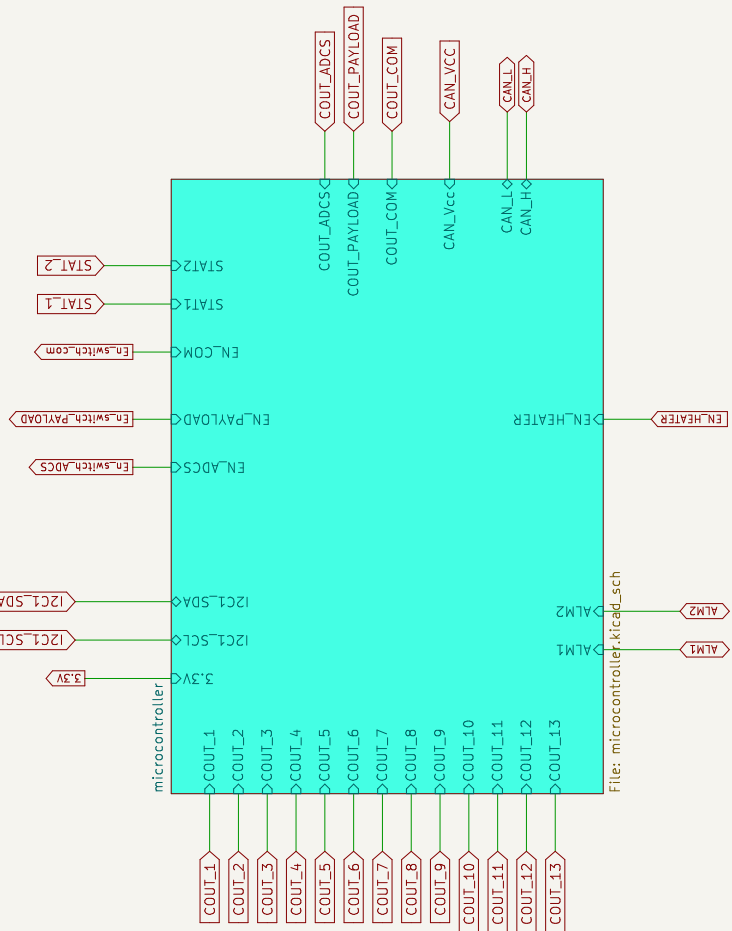 COUT_ADCS
COUT_PAYLOAD
COUT_COM
CAN_VCC
CAN_L
CAN_H
COUT_ADCS
COUT_PAYLOAD
COUT_COM
CAN_Vcc
CAN_L
CAN_H
STAT_2
STAT2
STAT_1
STAT1
En_switch_com
EN_COM
En_switch_PAYLOAD
EN_PAYLOAD
EN_HEATER
EN_HEATER
En_switch_ADCS
EN_ADCS
I2C1_SDA
I2C1_SDA
ALM2
ALM2
I2C1_SCL
I2C1_SCL
ALM1
ALM1
3.3V
3.3V
microcontroller
File: microcontroller.kicad_sch
COUT_1
COUT_2
COUT_3
COUT_4
COUT_5
COUT_6
COUT_7
COUT_8
COUT_9
COUT_10
COUT_11
COUT_12
COUT_13
COUT_1
COUT_2
COUT_3
COUT_4
COUT_5
COUT_6
COUT_7
COUT_8
COUT_9
COUT_10
COUT_11
COUT_12
COUT_13